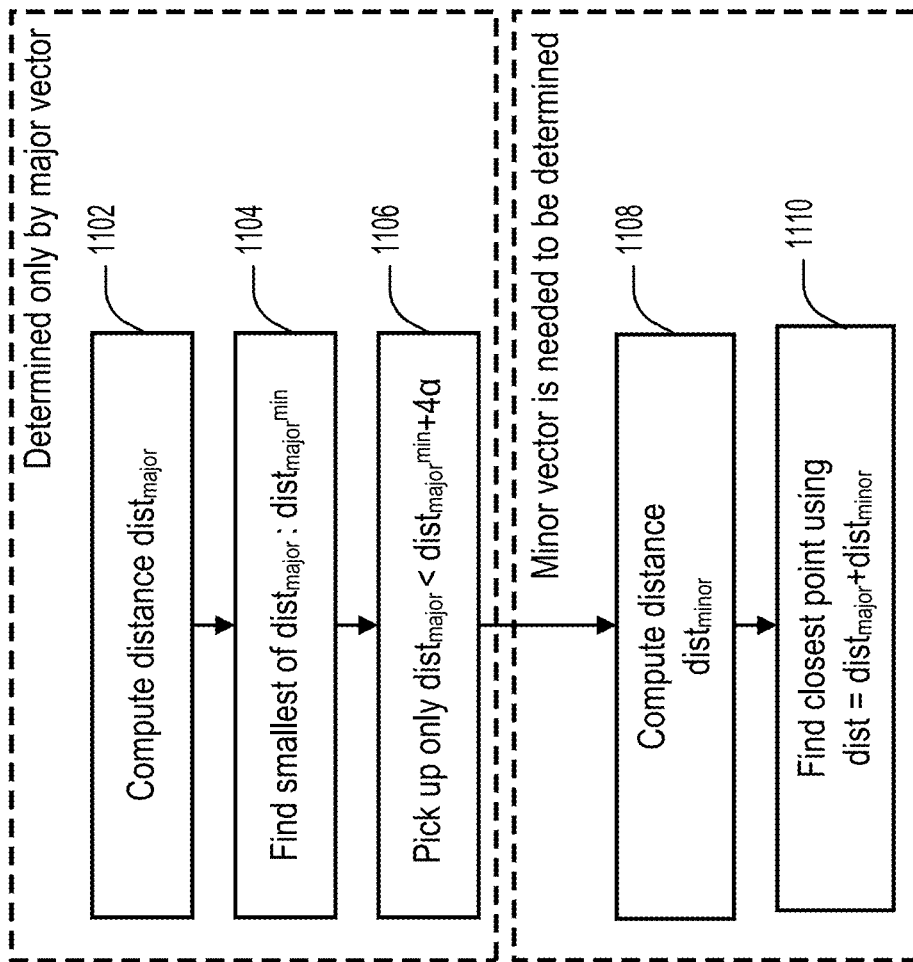 Determined only by major vector
1102
Compute distance dist_major
1104
Find smallest of dist_major : dist_major^min
1106
Pick up only dist_major < dist_major^min+4α
Minor vector is needed to be determined
1108
Compute distance
dist_minor
1110
Find closest point using
dist = dist_major+dist_minor